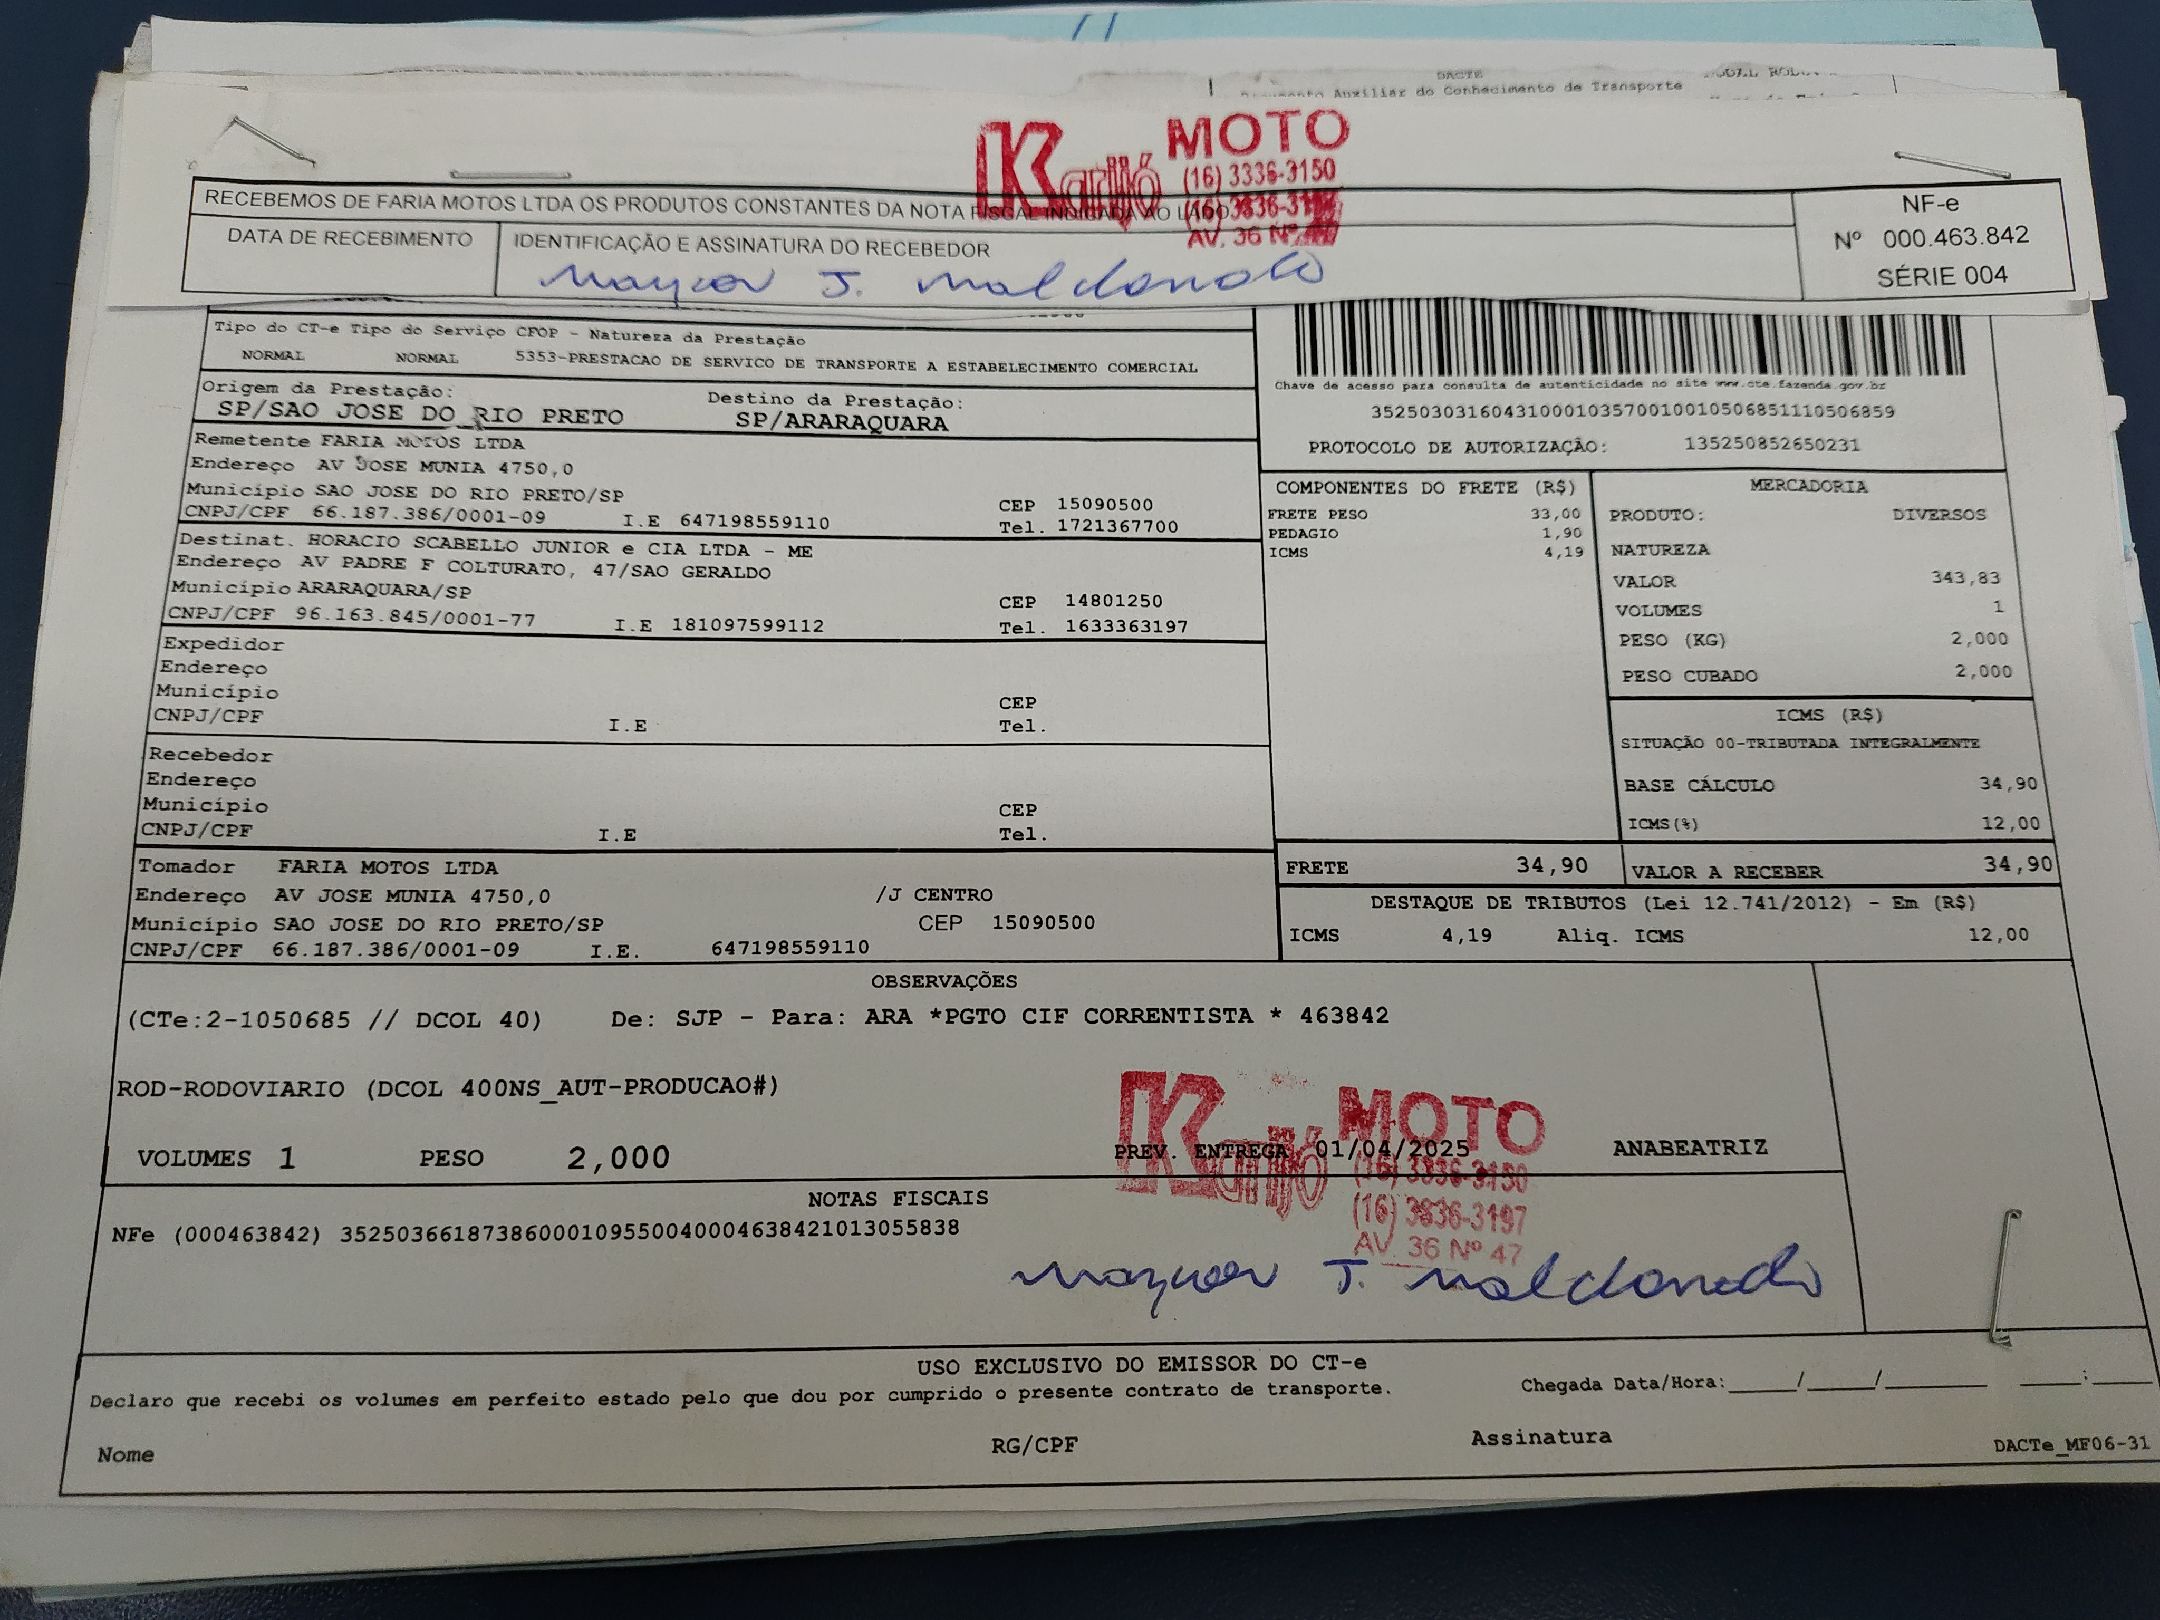 DACTE
Auxiliar do Conhecimento de Transporte
Karijó MOTO
(16) 3336-3150
(16) 3336-3197
AV. 36 Nº
RECEBEMOS DE FARIA MOTOS LTDA OS PRODUTOS CONSTANTES DA NOTA FISCAL INDICADA AO LADO
NF-e
Nº 000.463.842
SÉRIE 004
DATA DE RECEBIMENTO
IDENTIFICAÇÃO E ASSINATURA DO RECEBEDOR
J. Maldonado
Tipo do CT-e Tipo do Serviço CFOP - Natureza da Prestação
NORMAL NORMAL 5353-PRESTACAO DE SERVICO DE TRANSPORTE A ESTABELECIMENTO COMERCIAL
Origem da Prestação: Destino da Prestação:
SP/SAO JOSE DO RIO PRETO SP/ARARAQUARA
Chave de acesso para consulta de autenticidade no site www.cte.fazenda.gov.br
35250303160431000103570010010506851110506859
PROTOCOLO DE AUTORIZAÇÃO: 135250852650231
Remetente FARIA MOTOS LTDA
Endereço AV JOSE MUNIA 4750,0
Município SAO JOSE DO RIO PRETO/SP CEP 15090500
CNPJ/CPF 66.187.386/0001-09 I.E 647198559110 Tel. 1721367700
Destinat. HORACIO SCABELLO JUNIOR e CIA LTDA - ME
Endereço AV PADRE F COLTURATO, 47/SAO GERALDO
Município ARARAQUARA/SP CEP 14801250
CNPJ/CPF 96.163.845/0001-77 I.E 181097599112 Tel. 1633363197
Expedidor
Endereço
Município CEP
CNPJ/CPF I.E Tel.
Recebedor
Endereço
Município CEP
CNPJ/CPF I.E Tel.
Tomador FARIA MOTOS LTDA
Endereço AV JOSE MUNIA 4750,0 /J CENTRO
Município SAO JOSE DO RIO PRETO/SP CEP 15090500
CNPJ/CPF 66.187.386/0001-09 I.E. 647198559110
COMPONENTES DO FRETE (R$)
FRETE PESO 33,00
PEDAGIO 1,90
ICMS 4,19
MERCADORIA
PRODUTO: DIVERSOS
NATUREZA
VALOR 343,83
VOLUMES 1
PESO (KG) 2,000
PESO CUBADO 2,000
ICMS (R$)
SITUAÇÃO 00-TRIBUTADA INTEGRALMENTE
BASE CÁLCULO 34,90
ICMS(%) 12,00
FRETE 34,90 VALOR A RECEBER 34,90
DESTAQUE DE TRIBUTOS (Lei 12.741/2012) - Em (R$)
ICMS 4,19 Aliq. ICMS 12,00
OBSERVAÇÕES
(CTe:2-1050685 // DCOL 40) De: SJP - Para: ARA *PGTO CIF CORRENTISTA * 463842
ROD-RODOVIARIO (DCOL 400NS_AUT-PRODUCAO#)
VOLUMES 1 PESO 2,000 PREV. ENTREGA 01/04/2025 ANABEATRIZ
Karijó MOTO
(16) 3336-3150
(16) 3336-3197
AV. 36 Nº 47
NOTAS FISCAIS
NFe (000463842) 35250366187386000109550040004638421013055838
J. Maldonado
USO EXCLUSIVO DO EMISSOR DO CT-e
Declaro que recebi os volumes em perfeito estado pelo que dou por cumprido o presente contrato de transporte.
Chegada Data/Hora:_____/_____/_______ ____:____
Nome RG/CPF Assinatura
DACTe_MF06-31